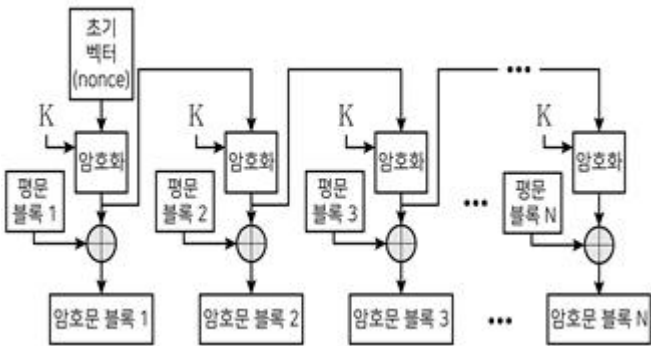 초기
벡터
(nonce)
K
K
K
K
암호화
암호화
암호화
암호화
평문
블록 1
평문
블록 2
평문
블록 3
평문
블록 N
암호문 블록 1
암호문 블록 2
암호문 블록 3
암호문 블록 N